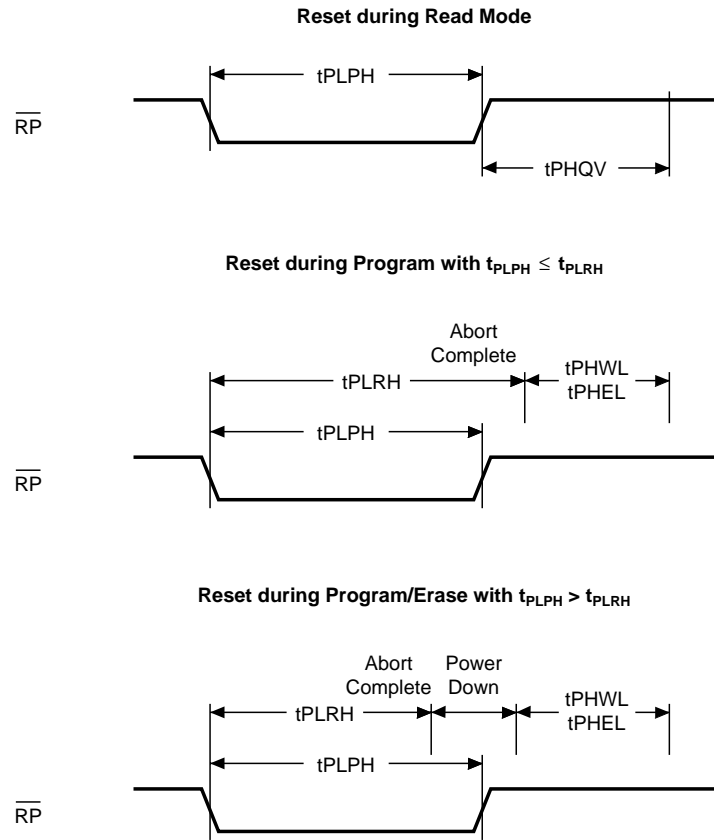 Reset during Read Mode
tPLPH
RP
tPHQV
Reset during Program with tPLPH ≤ tPLRH
Abort
Complete
tPHWL
tPHEL
tPLRH
tPLPH
RP
Reset during Program/Erase with tPLPH > tPLRH
Abort
Complete
Power
Down
tPHWL
tPHEL
tPLRH
tPLPH
RP